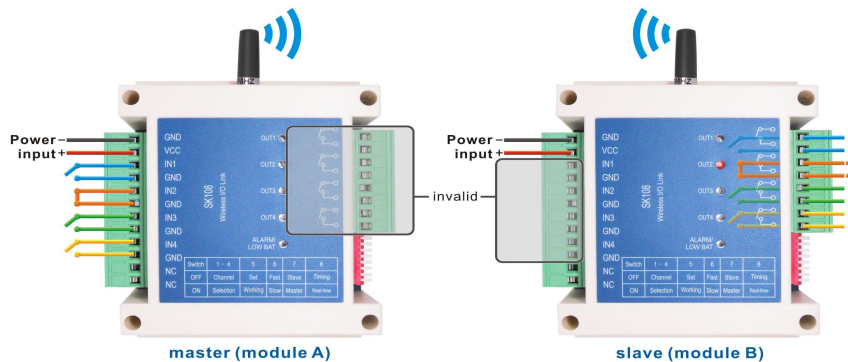 MHZ
MHZ
Power –
input +
GND
VCC
IN1
GND
IN2
GND
IN3
GND
IN4
GND
NC
NC
SK108
Wireless I/O Link
OUT1
OUT2
OUT3
OUT4
ALARM/
LOW BAT
Switch 1 ~ 4 5 6 7 8
OFF Channel Set Fast Slave Timing
ON Selection Working Slow Master Real-time
invalid
Power –
input +
GND
VCC
IN1
GND
IN2
GND
IN3
GND
IN4
GND
NC
NC
SK108
Wireless I/O Link
OUT1
OUT2
OUT3
OUT4
ALARM/
LOW BAT
Switch 1 ~ 4 5 6 7 8
OFF Channel Set Fast Slave Timing
ON Selection Working Slow Master Real-time
master (module A)
slave (module B)